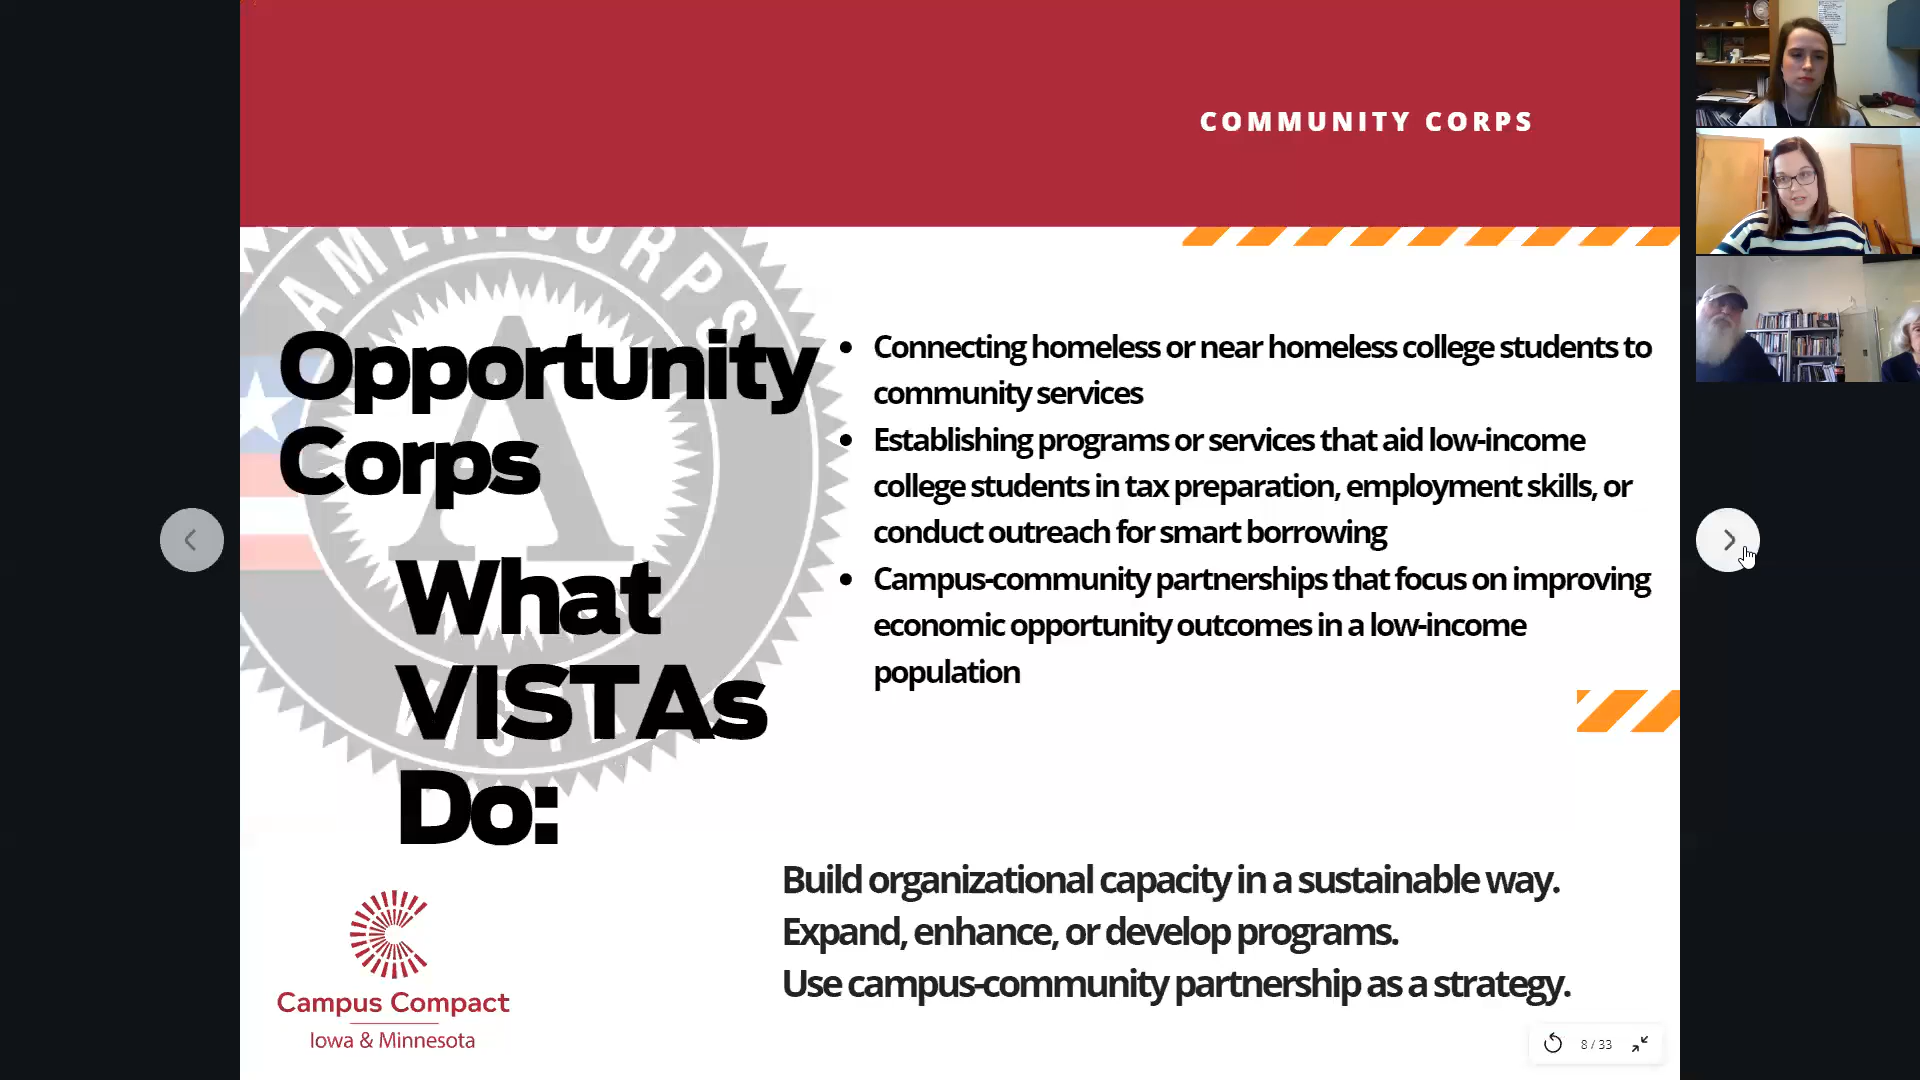 COMMUNITY CORPS
AMERICORPS
Opportunity
Corps
What
VISTAs
Do:
VISTA
• Connecting homeless or near homeless college students to
community services
• Establishing programs or services that aid low-income
college students in tax preparation, employment skills, or
conduct outreach for smart borrowing
• Campus-community partnerships that focus on improving
economic opportunity outcomes in a low-income
population
Build organizational capacity in a sustainable way.
Expand, enhance, or develop programs.
Use campus-community partnership as a strategy.
Campus Compact
Iowa & Minnesota
8 / 33